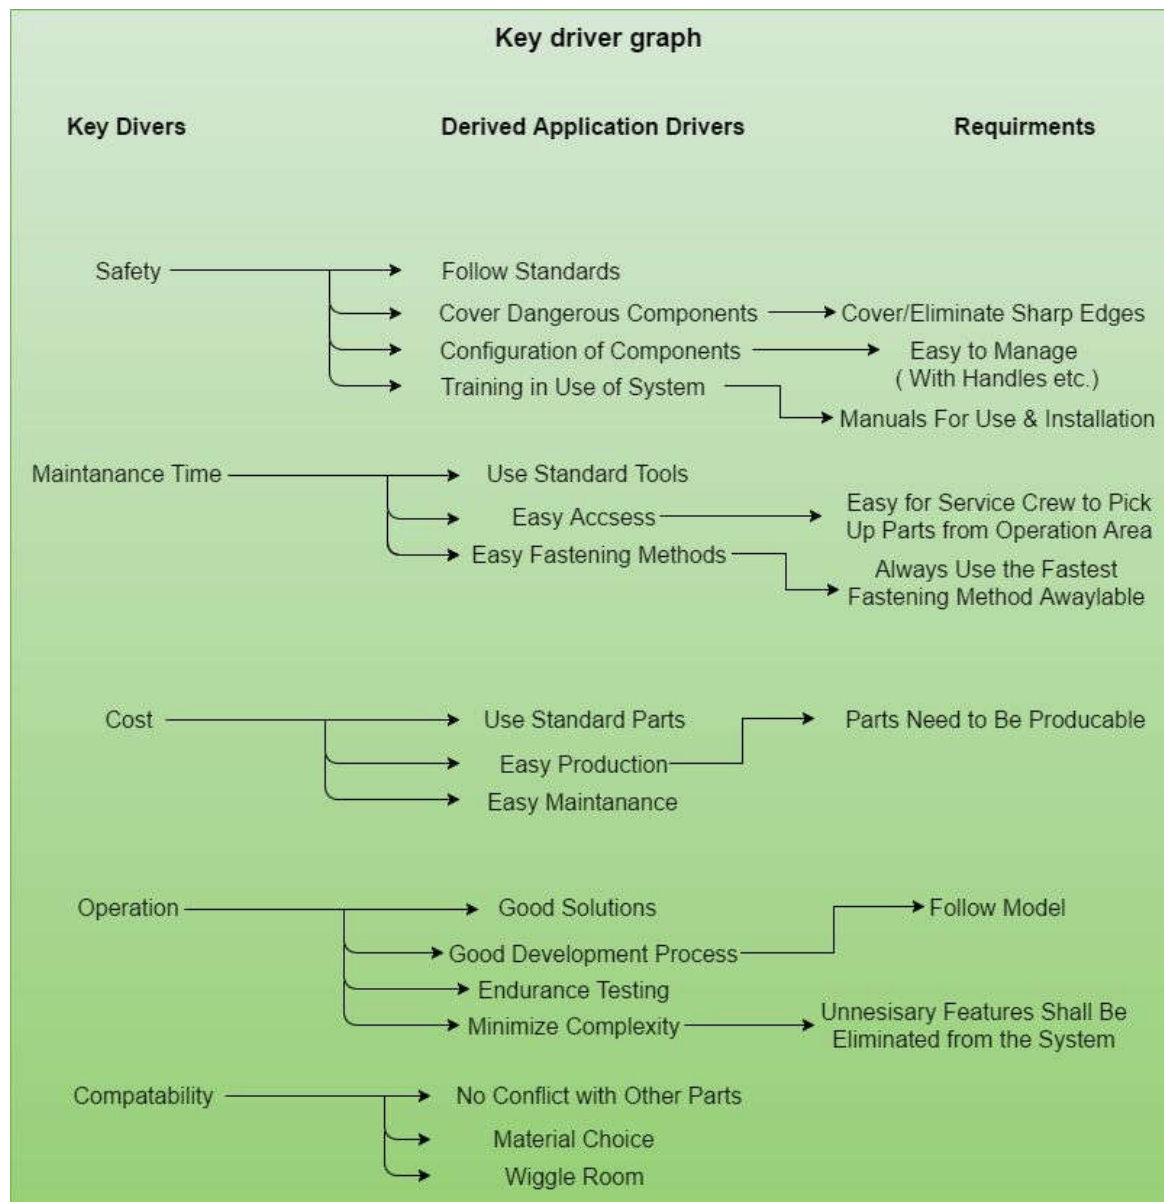 Key driver graph
Key Divers
Derived Application Drivers
Requirments
Safety
Follow Standards
Cover Dangerous Components
Cover/Eliminate Sharp Edges
Configuration of Components
Easy to Manage
( With Handles etc.)
Training in Use of System
Manuals For Use & Installation
Maintanance Time
Use Standard Tools
Easy Accsess
Easy for Service Crew to Pick
Up Parts from Operation Area
Easy Fastening Methods
Always Use the Fastest
Fastening Method Awaylable
Cost
Use Standard Parts
Parts Need to Be Producable
Easy Production
Easy Maintanance
Operation
Good Solutions
Follow Model
Good Development Process
Endurance Testing
Minimize Complexity
Unnesisary Features Shall Be
Eliminated from the System
Compatability
No Conflict with Other Parts
Material Choice
Wiggle Room